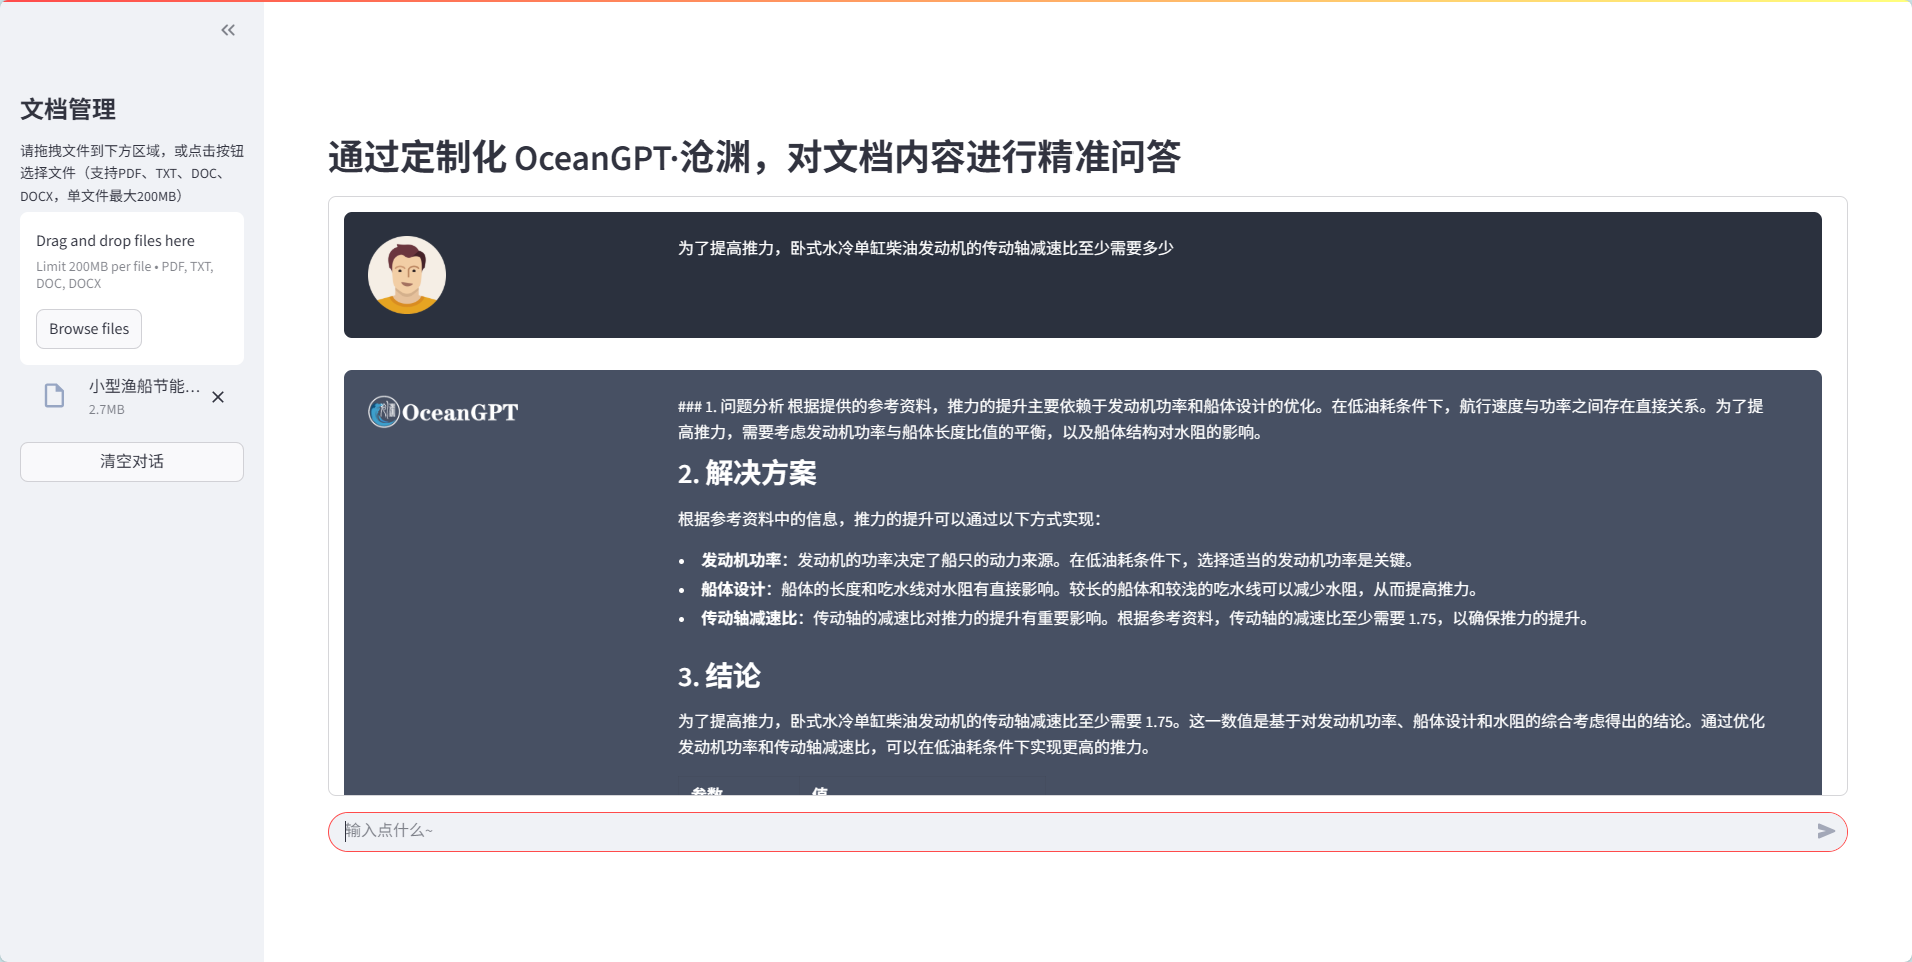 文档管理
请拖拽文件到下方区域，或点击按钮
选择文件（支持PDF、TXT、DOC、
DOCX，单文件最大200MB）
Drag and drop files here
Limit 200MB per file • PDF, TXT,
DOC, DOCX
Browse files
小型渔船节能...
2.7MB
清空对话
通过定制化 OceanGPT·沧渊，对文档内容进行精准问答
为了提高推力，卧式水冷单缸柴油发动机的传动轴减速比至少需要多少
OceanGPT
### 1. 问题分析 根据提供的参考资料，推力的提升主要依赖于发动机功率和船体设计的优化。在低油耗条件下，航行速度与功率之间存在直接关系。为了提
高推力，需要考虑发动机功率与船体长度比值的平衡，以及船体结构对水阻的影响。
2. 解决方案
根据参考资料中的信息，推力的提升可以通过以下方式实现：
• 发动机功率：发动机的功率决定了船只的动力来源。在低油耗条件下，选择适当的发动机功率是关键。
• 船体设计：船体的长度和吃水线对水阻有直接影响。较长的船体和较浅的吃水线可以减少水阻，从而提高推力。
• 传动轴减速比：传动轴的减速比对推力的提升有重要影响。根据参考资料，传动轴的减速比至少需要 1.75，以确保推力的提升。
3. 结论
为了提高推力，卧式水冷单缸柴油发动机的传动轴减速比至少需要 1.75。这一数值是基于对发动机功率、船体设计和水阻的综合考虑得出的结论。通过优化
发动机功率和传动轴减速比，可以在低油耗条件下实现更高的推力。
参数 值
输入点什么~